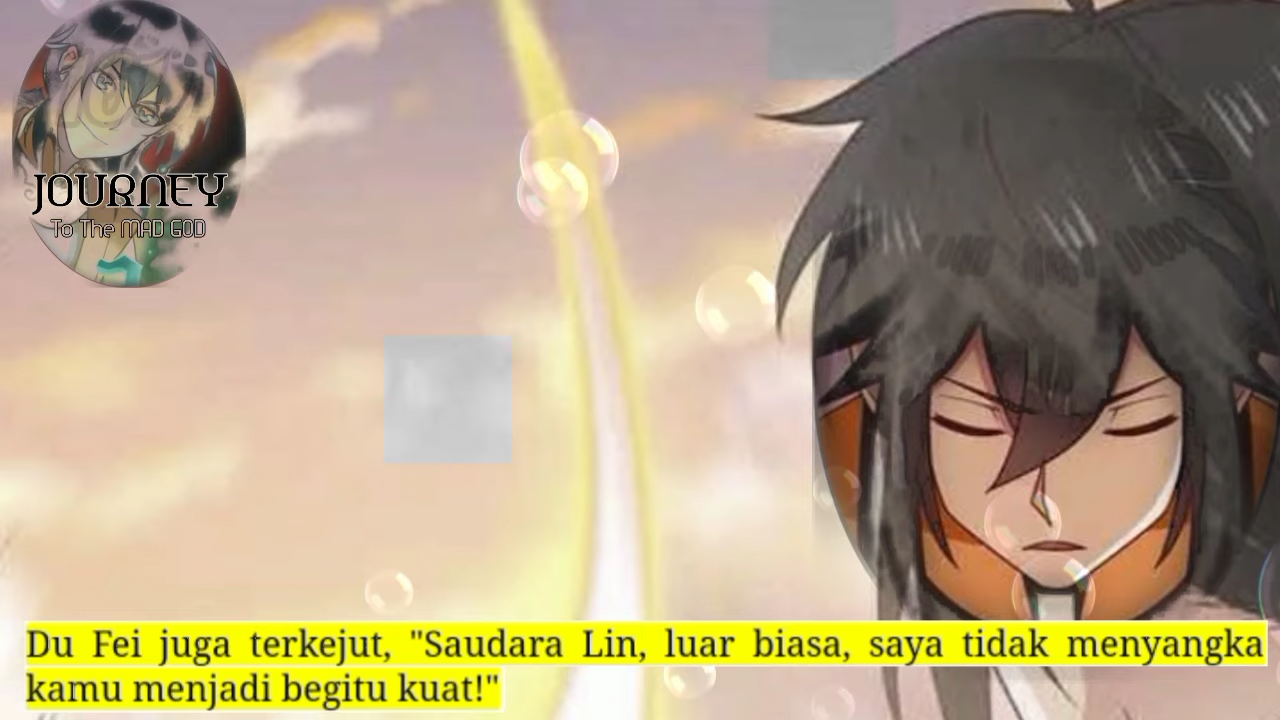 JOURNEY
To The MAD GOD
Du Fei juga terkejut, "Saudara Lin, luar biasa, saya tidak menyangka
kamu menjadi begitu kuat!"